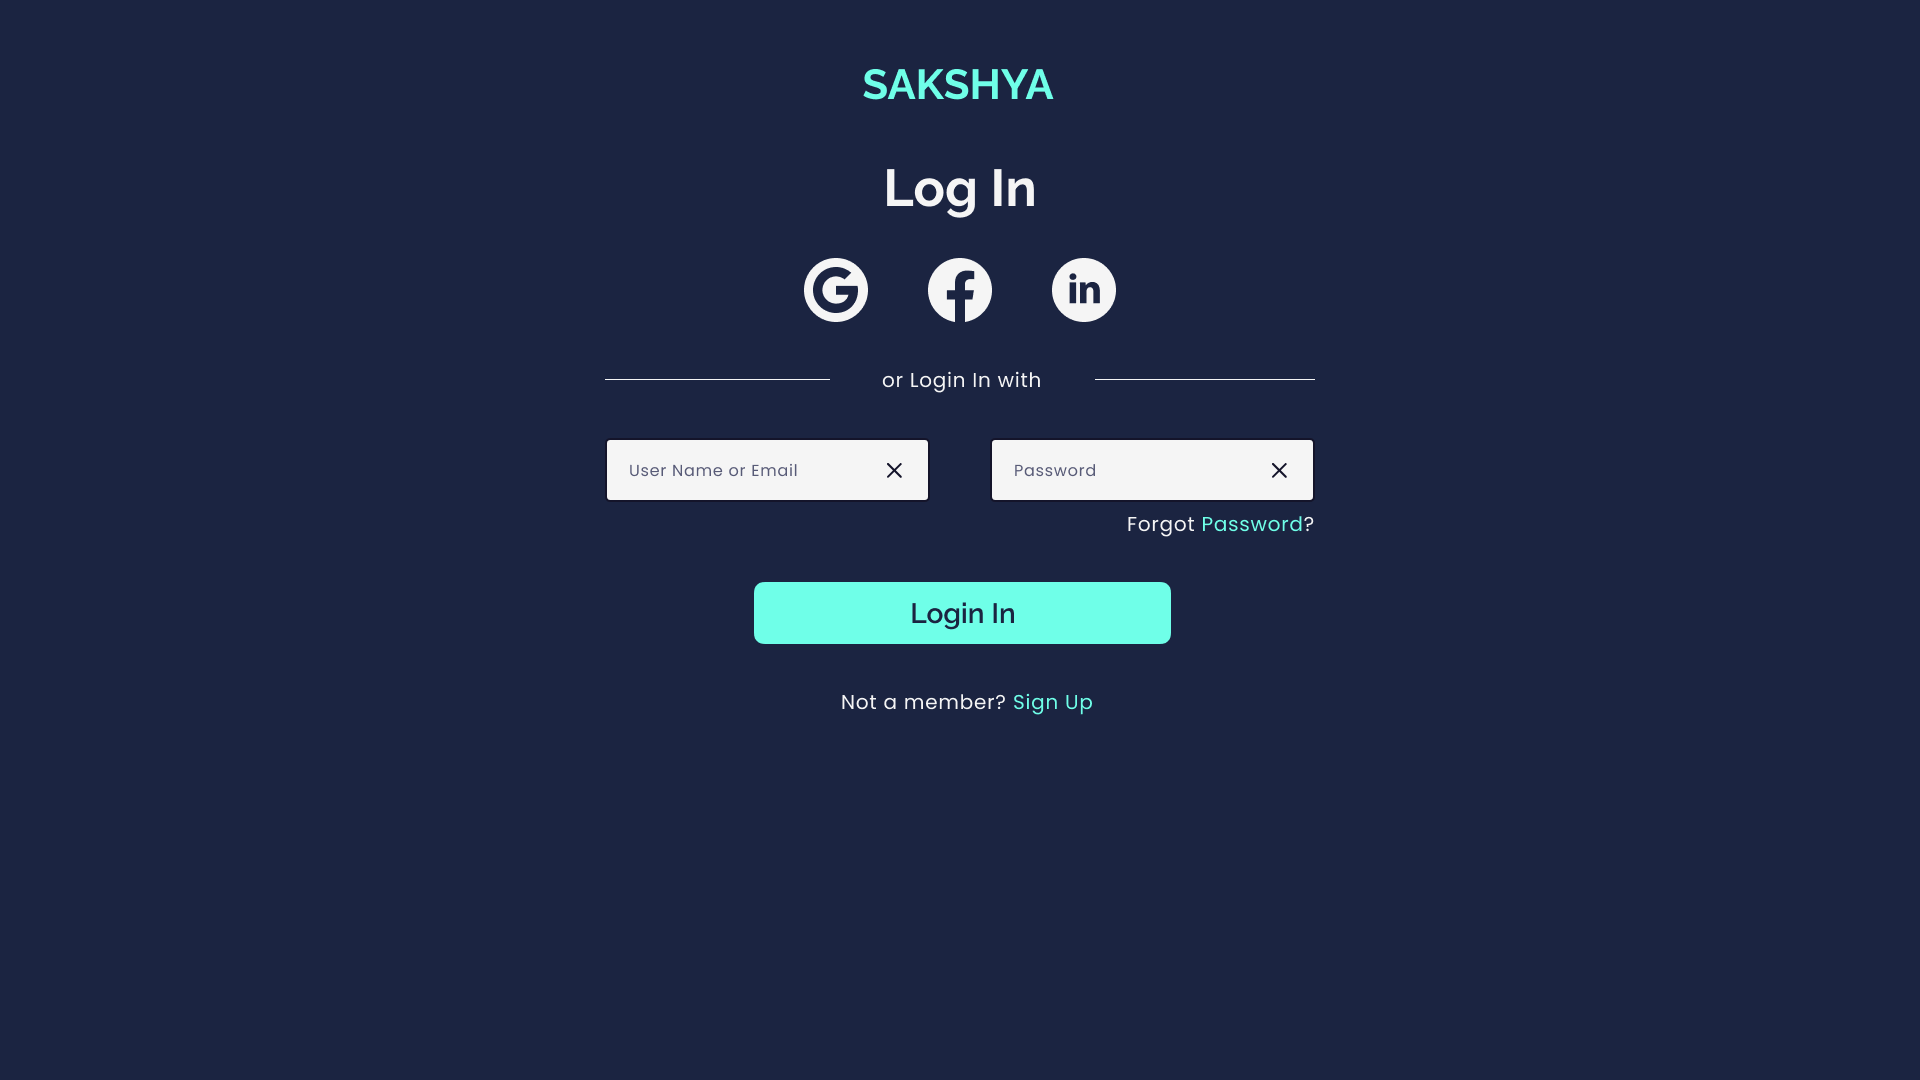 SAKSHYA
Log In
or Login In with
User Name or Email
Password
Forgot Password?
Login In
Not a member? Sign Up